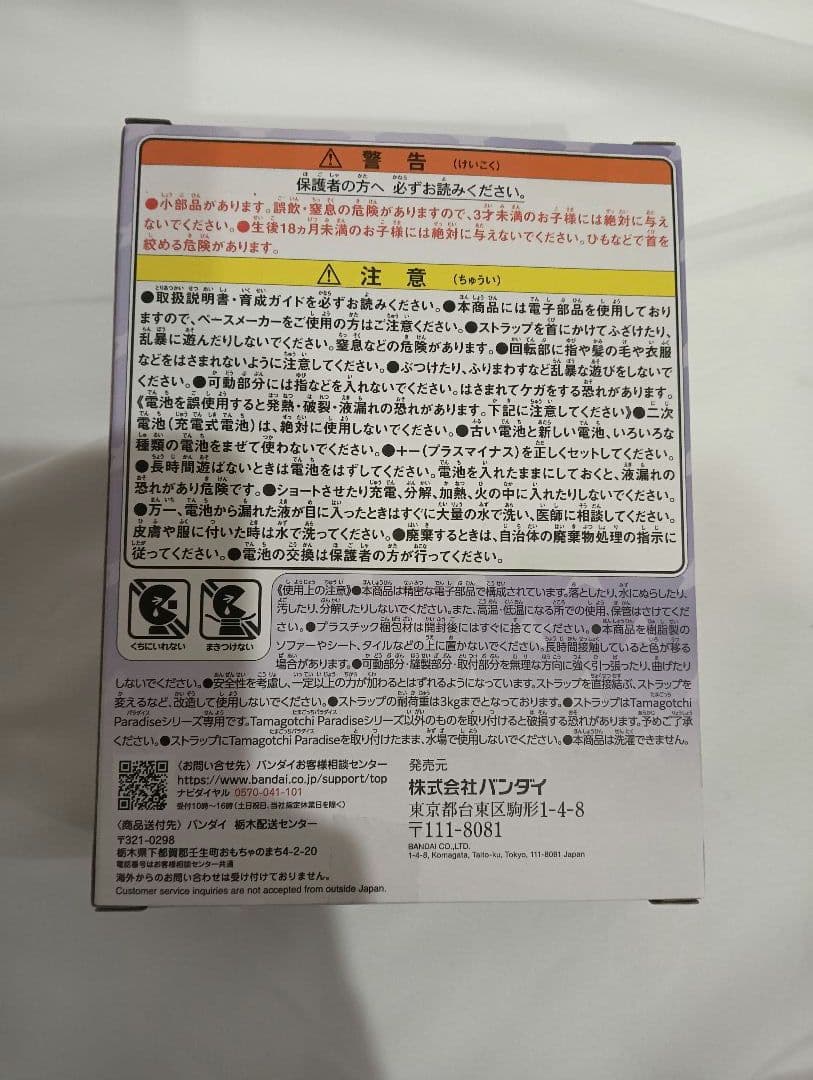 ⚠ 警告 (けいこく)
保護者の方へ 必ずお読みください。
●小部品があります。誤飲・窒息の危険がありますので、3才未満のお子様には絶対に与え
ないでください。●生後18ヵ月未満のお子様には絶対に与えないでください。ひもなどで首を
絞める危険があります。
⚠ 注意 (ちゅうい)
●取扱説明書・育成ガイドを必ずお読みください。●本商品には電子部品を使用しており
ますので、ペースメーカーをご使用の方はご注意ください。●ストラップを首にかけてふざけたり、
乱暴に遊んだりしないでください。窒息などの危険があります。●回転部に指や髪の毛や衣服
などをはさまれないように注意してください。●ぶつけたり、ふりまわすなど乱暴な遊びをしないで
ください。●可動部分には指などを入れないでください。はさまれてケガをする恐れがあります。
《電池を誤使用すると発熱・破裂・液漏れの恐れがあります。下記に注意してください》●二次
電池(充電式電池)は、絶対に使用しないでください。●古い電池と新しい電池、いろいろな
種類の電池をまぜて使わないでください。●+-(プラスマイナス)を正しくセットしてください。
●長時間遊ばないときは電池をはずしてください。電池を入れたままにしておくと、液漏れの
恐れがあり危険です。●ショートさせたり充電、分解、加熱、火の中に入れたりしないでください。
●万一、電池から漏れた液が目に入ったときはすぐに大量の水で洗い、医師に相談してください。
皮膚や服に付いた時は水で洗ってください。●廃棄するときは、自治体の廃棄物処理の指示に
従ってください。●電池の交換は保護者の方が行ってください。
くちにいれない
まきつけない
《使用上の注意》●本商品は精密な電子部品で構成されています。落としたり、水にぬらしたり、
汚したり、分解したりしないでください。また、高温・低温になる所での使用、保管はさけてくだ
さい。●プラスチック梱包材は開封後にはすぐに捨ててください。●本商品を樹脂製の
ソファーやシート、タイルなどの上に置かないでください。長時間接触していると色が移る
場合があります。●可動部分・縫製部分・取付部分を無理な方向に強く引っ張ったり、曲げたり
しないでください。●安全性を考慮し、一定以上の力が加わるとはずれるようになっています。ストラップを直接結ぶ、ストラップを
変えるなど、改造して使用しないでください。●ストラップの耐荷重は3kgまでとなっております。●ストラップはTamagotchi
Paradiseシリーズ専用です。Tamagotchi Paradiseシリーズ以外のものを取り付けると破損する恐れがあります。予めご了承
ください。●ストラップにTamagotchi Paradiseを取り付けたまま、水場で使用しないでください。●本商品は洗濯できません。
〈お問い合わせ先〉バンダイお客様相談センター
https://www.bandai.co.jp/support/top
ナビダイヤル 0570-041-101
受付10時～16時(土日祝日、当社指定休業日を除く)
〈商品送付先〉バンダイ 栃木配送センター
〒321-0298
栃木県下都賀郡壬生町おもちゃのまち4-2-20
電話番号はお客様相談センター共通
海外からのお問い合わせは受け付けておりません。
Customer service inquiries are not accepted from outside Japan.
発売元
株式会社バンダイ
東京都台東区駒形1-4-8
〒111-8081
BANDAI CO.,LTD.
1-4-8, Komagata, Taito-ku, Tokyo, 111-8081 Japan